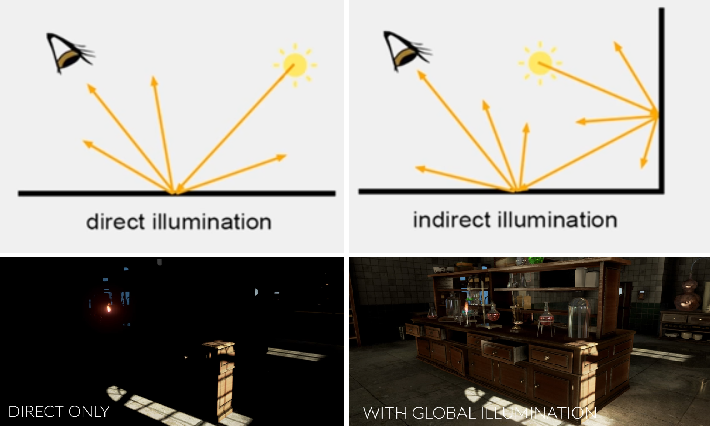 direct illumination
indirect illumination
DIRECT ONLY
WITH GLOBAL ILLUMINATION